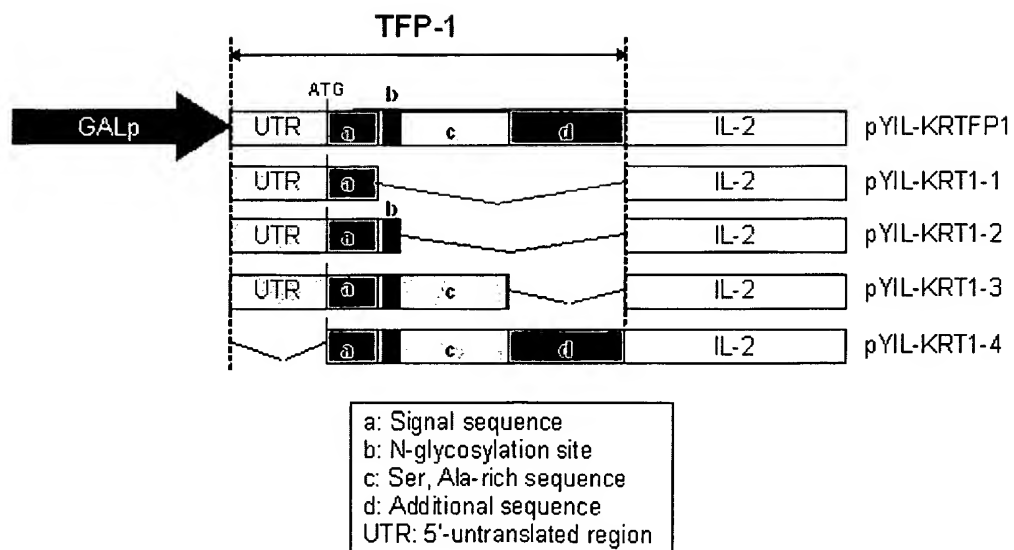 TFP-1
ATG b
GALp UTR a c d IL-2 pYIL-KRTFP1
UTR a IL-2 pYIL-KRT1-1
b
UTR a IL-2 pYIL-KRT1-2
UTR a c IL-2 pYIL-KRT1-3
a c d IL-2 pYIL-KRT1-4
a: Signal sequence
b: N-glycosylation site
c: Ser, Ala-rich sequence
d: Additional sequence
UTR: 5'-untranslated region